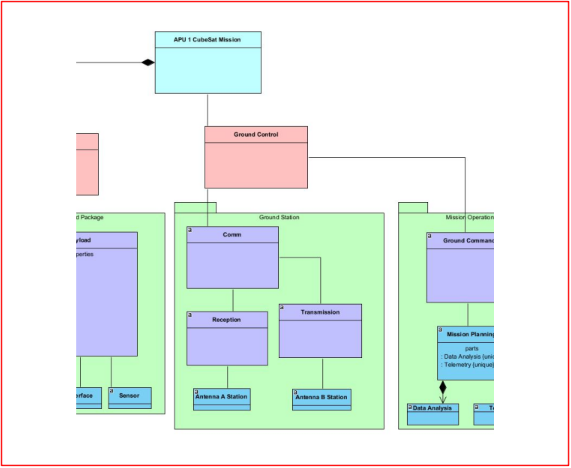 APU 1 CubeSat Mission
Ground Control
Package
Ground Station
Mission Operation
a
Comm
Ground Comman
yload
perties
a
Reception
a
Transmission
a
Mission Planning
parts
: Data Analysis {uniq
: Telemetry {unique}
erface
a
Sensor
a
Antenna A Station
a
Antenna B Station
a
Data Analysis
a
Te